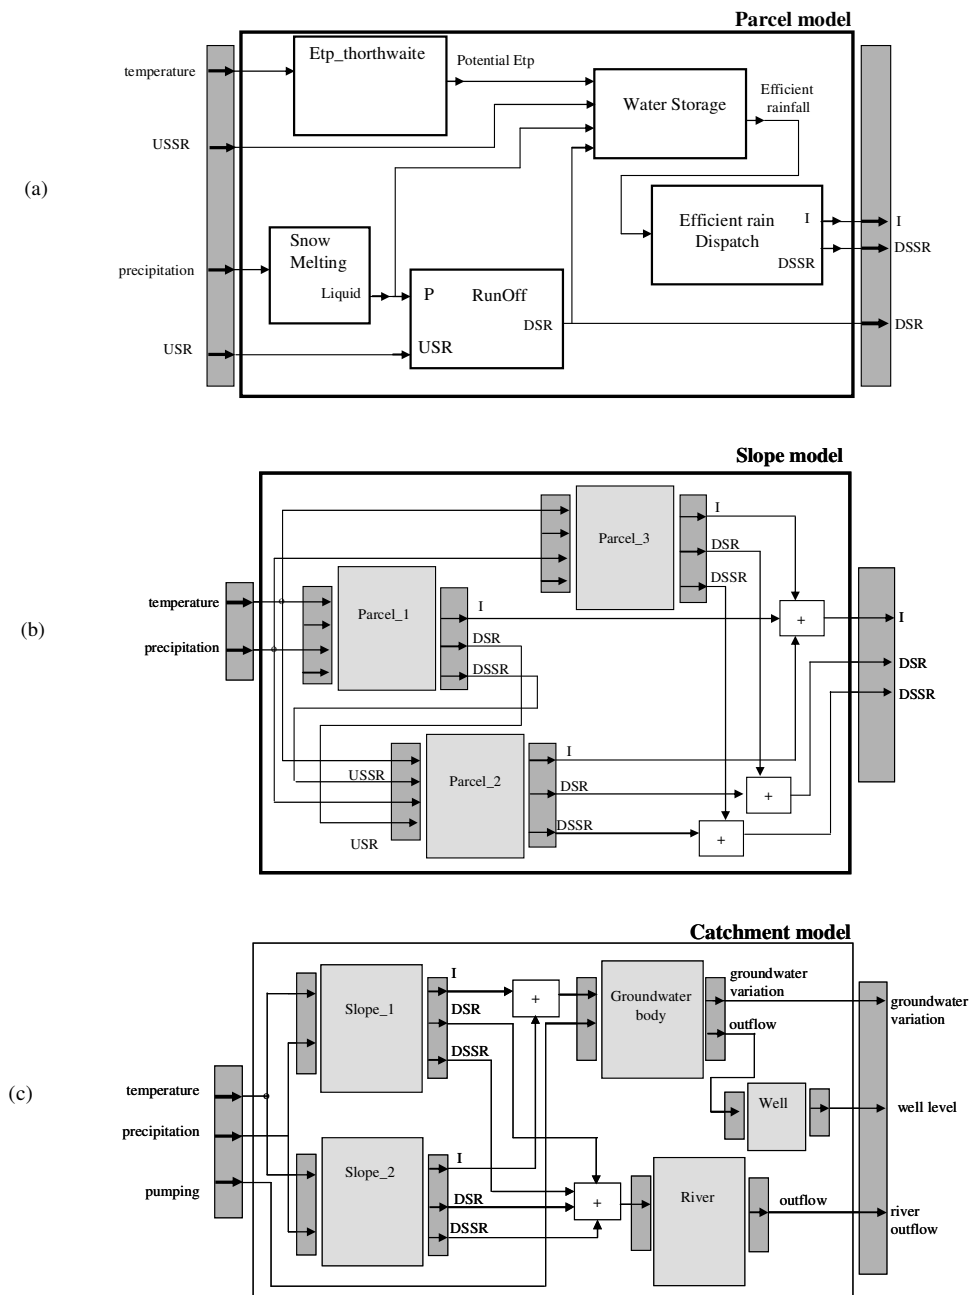 Parcel model
Etp_thorthwaite
temperature
Potential Etp
Efficient
rainfall
Water Storage
USSR
(a)
Efficient rain
Dispatch
I
I
DSSR
DSSR
Snow
Melting
precipitation
Liquid
P
RunOff
DSR
DSR
USR
USR
Slope model
I
Parcel_3
DSR
DSSR
temperature
Parcel_1
I
+
I
(b)
precipitation
DSR
DSSR
DSR
DSSR
I
USSR
Parcel_2
DSR
+
DSSR
+
USR
Catchment model
I
groundwater
variation
Slope_1
DSR
+
Groundwater
body
groundwater
variation
outflow
DSSR
(c)
temperature
Well
well level
precipitation
I
Slope_2
pumping
DSR
+
River
outflow
river
outflow
DSSR